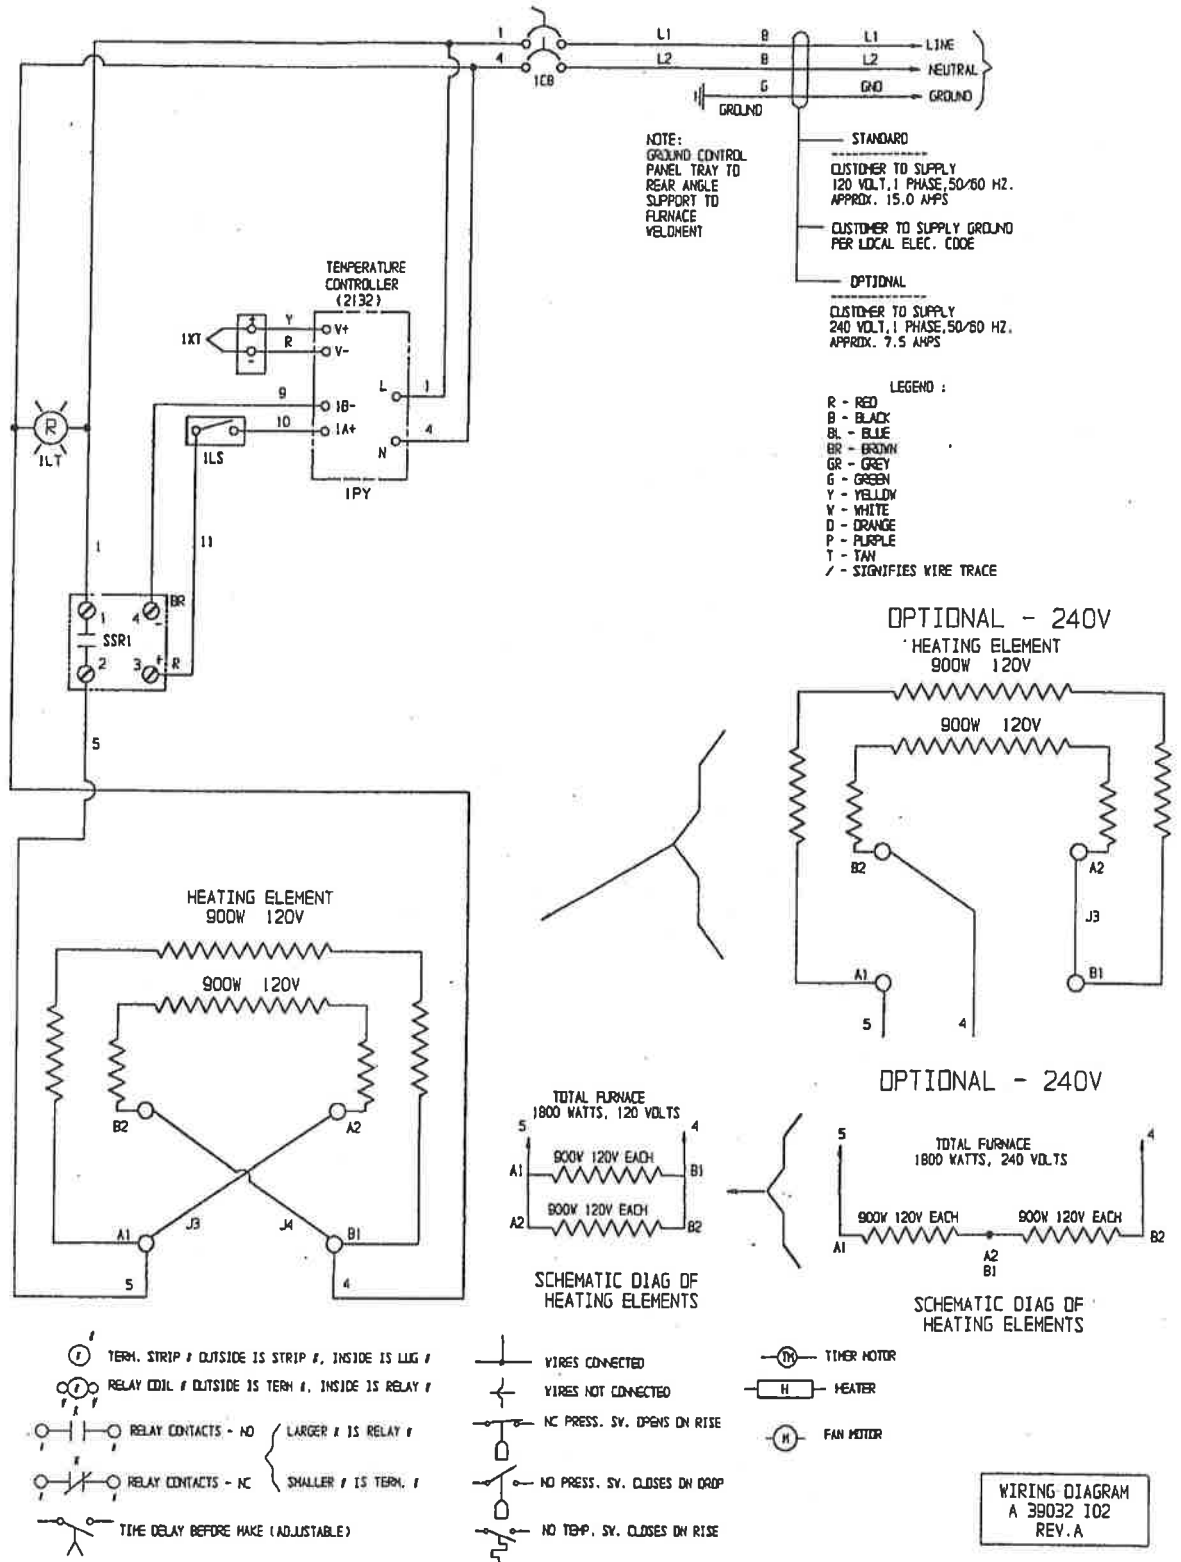 1 L1 B L1 LINE
4 L2 B L2 NEUTRAL
1CB
G GND GROUND
GROUND
NOTE:
GROUND CONTROL
PANEL TRAY TO
REAR ANGLE
SUPPORT TO
FURNACE
WELDMENT
STANDARD
CUSTOMER TO SUPPLY
120 VOLT,1 PHASE,50/60 HZ.
APPROX. 15.0 AMPS
CUSTOMER TO SUPPLY GROUND
PER LOCAL ELEC. CODE
OPTIONAL
CUSTOMER TO SUPPLY
240 VOLT,1 PHASE,50/60 HZ.
APPROX. 7.5 AMPS
TEMPERATURE
CONTROLLER
(2132)
1XT + Y V+
- R V-
L 1
9 1B-
10 1A+
N 4
1LS
1PY
R
1LT
LEGEND :
R - RED
B - BLACK
BL - BLUE
BR - BROWN
GR - GREY
G - GREEN
Y - YELLOW
W - WHITE
O - ORANGE
P - PURPLE
T - TAN
/ - SIGNIFIES WIRE TRACE
1
11
1 4 - BR
SSR1
2 3 + R
5
OPTIONAL - 240V
HEATING ELEMENT
900W 120V
900W 120V
B2 A2
J3
A1 B1
5 4
HEATING ELEMENT
900W 120V
900W 120V
B2 A2
A1 J3 J4 B1
5 4
TOTAL FURNACE
1800 WATTS, 120 VOLTS
5 4
A1 900W 120V EACH B1
A2 900W 120V EACH B2
SCHEMATIC DIAG OF
HEATING ELEMENTS
OPTIONAL - 240V
5 4
TOTAL FURNACE
1800 WATTS, 240 VOLTS
900W 120V EACH 900W 120V EACH
A1 A2 B2
B1
SCHEMATIC DIAG OF
HEATING ELEMENTS
# # TERM. STRIP # OUTSIDE IS STRIP #, INSIDE IS LUG #
# # # RELAY COIL # OUTSIDE IS TERM #, INSIDE IS RELAY #
RELAY CONTACTS - NO
LARGER # IS RELAY #
RELAY CONTACTS - NC
SMALLER # IS TERM. #
TIME DELAY BEFORE MAKE (ADJUSTABLE)
WIRES CONNECTED
WIRES NOT CONNECTED
NC PRESS. SW. OPENS ON RISE
NO PRESS. SW. CLOSES ON DROP
NO TEMP. SW. CLOSES ON RISE
TM TIMER MOTOR
H HEATER
M FAN MOTOR
WIRING DIAGRAM
A 39032 I02
REV.A